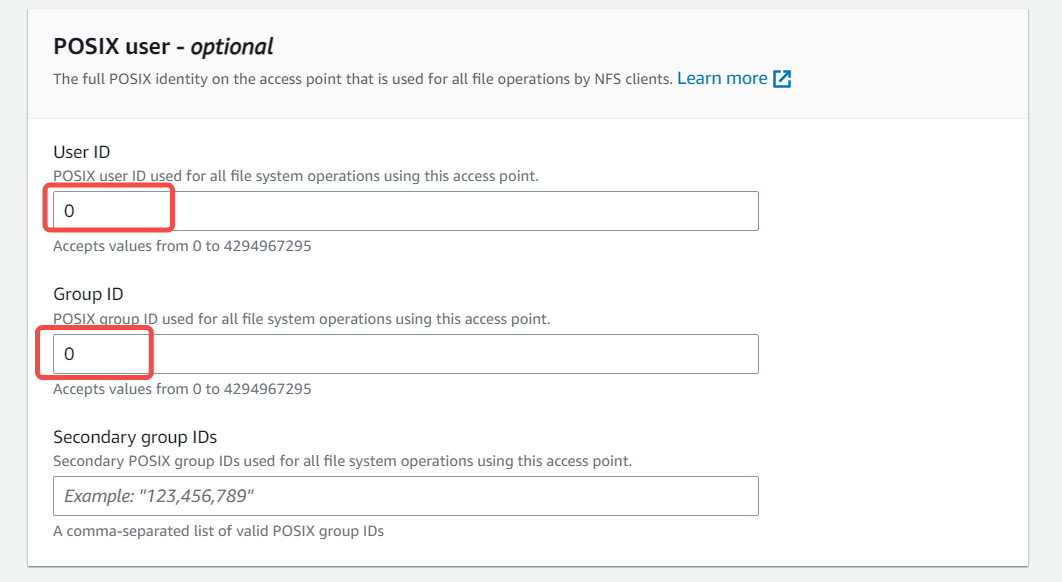 POSIX user - optional
The full POSIX identity on the access point that is used for all file operations by NFS clients. Learn more
User ID
POSIX user ID used for all file system operations using this access point.
0
Accepts values from 0 to 4294967295
Group ID
POSIX group ID used for all file system operations using this access point.
0
Accepts values from 0 to 4294967295
Secondary group IDs
Secondary POSIX group IDs used for all file system operations using this access point.
Example: "123,456,789"
A comma-separated list of valid POSIX group IDs